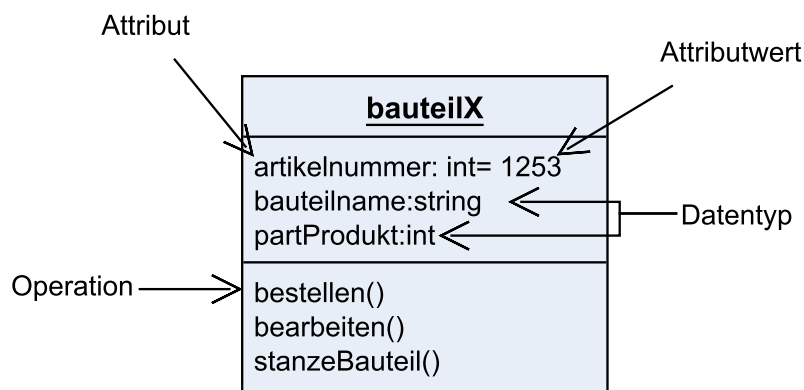 Attribut
Attributwert
bauteilX
artikelnummer: int= 1253
bauteilname:string
partProdukt:int
Datentyp
Operation
bestellen()
bearbeiten()
stanzeBauteil()